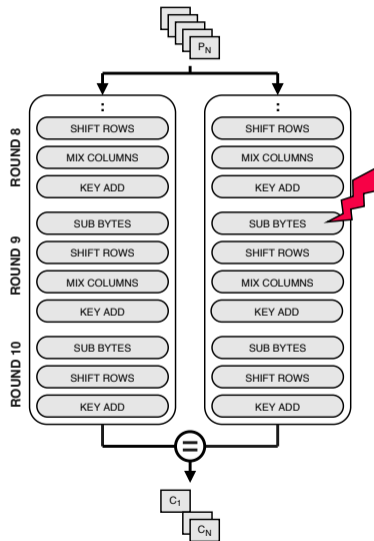 P_N
:
:
ROUND 8
SHIFT ROWS
SHIFT ROWS
MIX COLUMNS
MIX COLUMNS
KEY ADD
KEY ADD
ROUND 9
SUB BYTES
SUB BYTES
SHIFT ROWS
SHIFT ROWS
MIX COLUMNS
MIX COLUMNS
KEY ADD
KEY ADD
ROUND 10
SUB BYTES
SUB BYTES
SHIFT ROWS
SHIFT ROWS
KEY ADD
KEY ADD
=
C_1
C_N